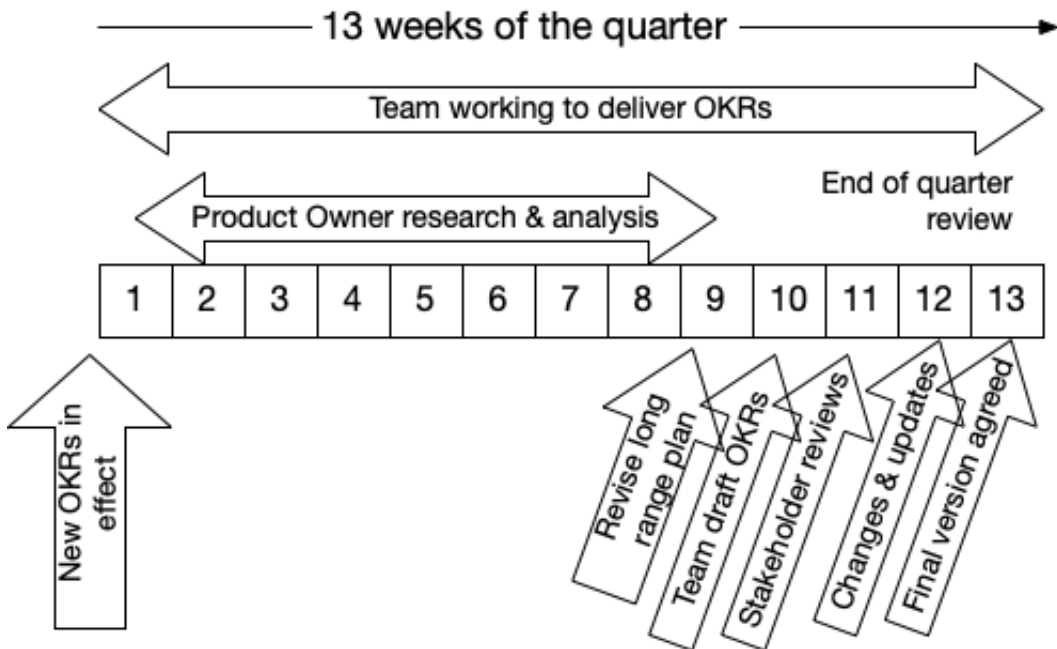 13 weeks of the quarter
Team working to deliver OKRs
End of quarter
review
Product Owner research & analysis
1 2 3 4 5 6 7 8 9 10 11 12 13
New OKRs in
effect
Revise long
range plan
Team draft OKRs
Stakeholder reviews
Changes & updates
Final version agreed